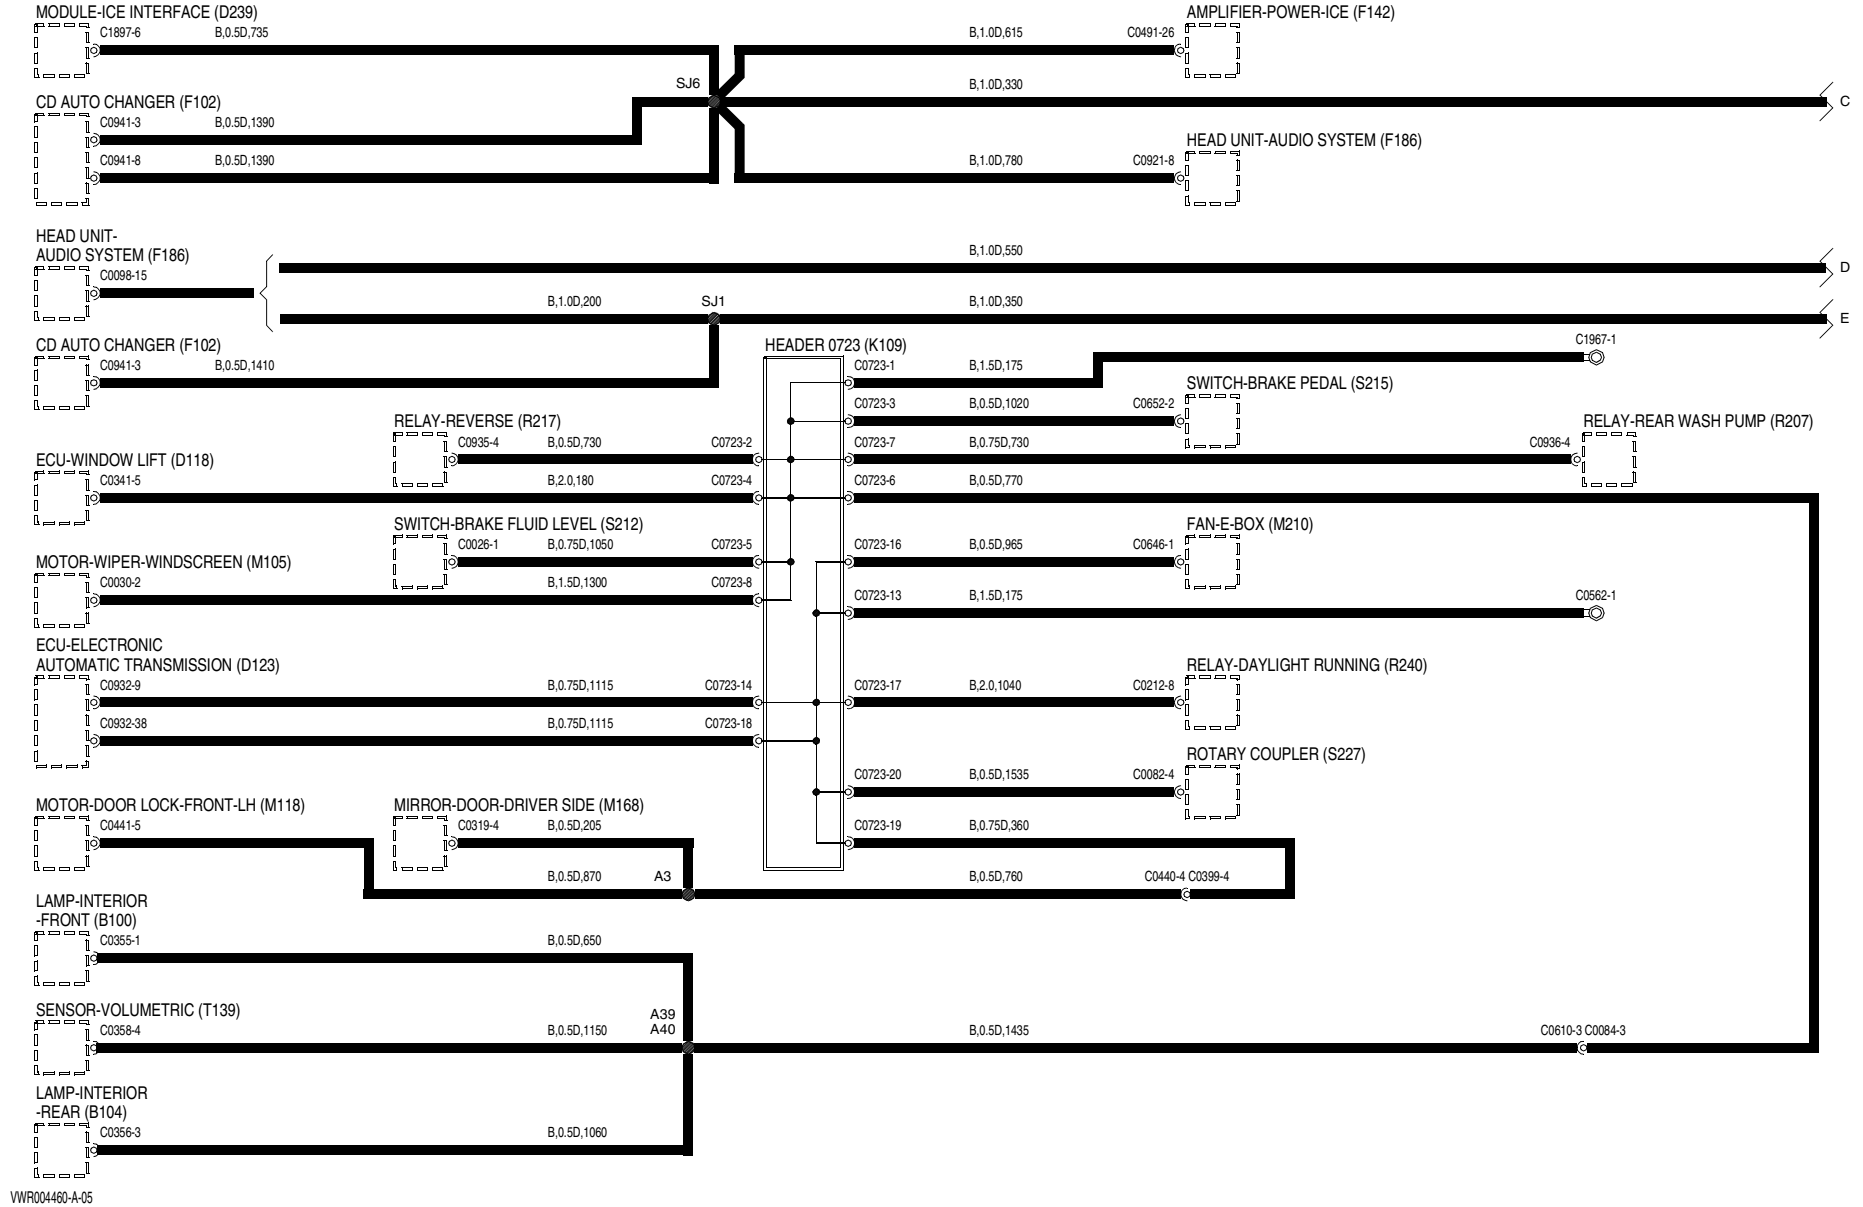 MODULE-ICE INTERFACE (D239)
AMPLIFIER-POWER-ICE (F142)
C1897-6
B,0.5D,735
B,1.0D,615
C0491-26
SJ6
B,1.0D,330
C
CD AUTO CHANGER (F102)
C0941-3
B,0.5D,1390
HEAD UNIT-AUDIO SYSTEM (F186)
C0941-8
B,0.5D,1390
B,1.0D,780
C0921-8
HEAD UNIT-
AUDIO SYSTEM (F186)
B,1.0D,550
D
C0098-15
B,1.0D,200
SJ1
B,1.0D,350
E
CD AUTO CHANGER (F102)
HEADER 0723 (K109)
C1967-1
C0941-3
B,0.5D,1410
C0723-1
B,1.5D,175
SWITCH-BRAKE PEDAL (S215)
C0723-3
B,0.5D,1020
C0652-2
RELAY-REVERSE (R217)
RELAY-REAR WASH PUMP (R207)
C0935-4
B,0.5D,730
C0723-2
C0723-7
B,0.75D,730
C0936-4
ECU-WINDOW LIFT (D118)
C0341-5
B,2.0,180
C0723-4
C0723-6
B,0.5D,770
SWITCH-BRAKE FLUID LEVEL (S212)
FAN-E-BOX (M210)
C0026-1
B,0.75D,1050
C0723-5
C0723-16
B,0.5D,965
C0646-1
MOTOR-WIPER-WINDSCREEN (M105)
C0030-2
B,1.5D,1300
C0723-8
C0723-13
B,1.5D,175
C0562-1
ECU-ELECTRONIC
AUTOMATIC TRANSMISSION (D123)
RELAY-DAYLIGHT RUNNING (R240)
C0932-9
B,0.75D,1115
C0723-14
C0723-17
B,2.0,1040
C0212-8
C0932-38
B,0.75D,1115
C0723-18
ROTARY COUPLER (S227)
C0723-20
B,0.5D,1535
C0082-4
MOTOR-DOOR LOCK-FRONT-LH (M118)
MIRROR-DOOR-DRIVER SIDE (M168)
C0441-5
C0319-4
B,0.5D,205
C0723-19
B,0.75D,360
B,0.5D,870
A3
B,0.5D,760
C0440-4 C0399-4
LAMP-INTERIOR
-FRONT (B100)
C0355-1
B,0.5D,650
SENSOR-VOLUMETRIC (T139)
A39
A40
C0358-4
B,0.5D,1150
B,0.5D,1435
C0610-3 C0084-3
LAMP-INTERIOR
-REAR (B104)
C0356-3
B,0.5D,1060
VWR004460-A-05